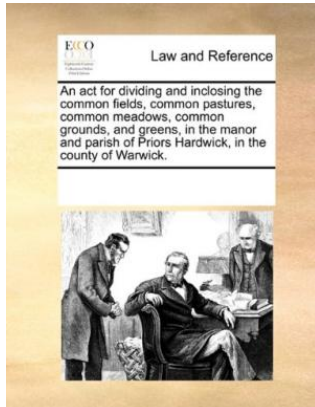 ECCO
Law and Reference
An act for dividing and inclosing the
common fields, common pastures,
common meadows, common
grounds, and greens, in the manor
and parish of Priors Hardwick, in the
county of Warwick.